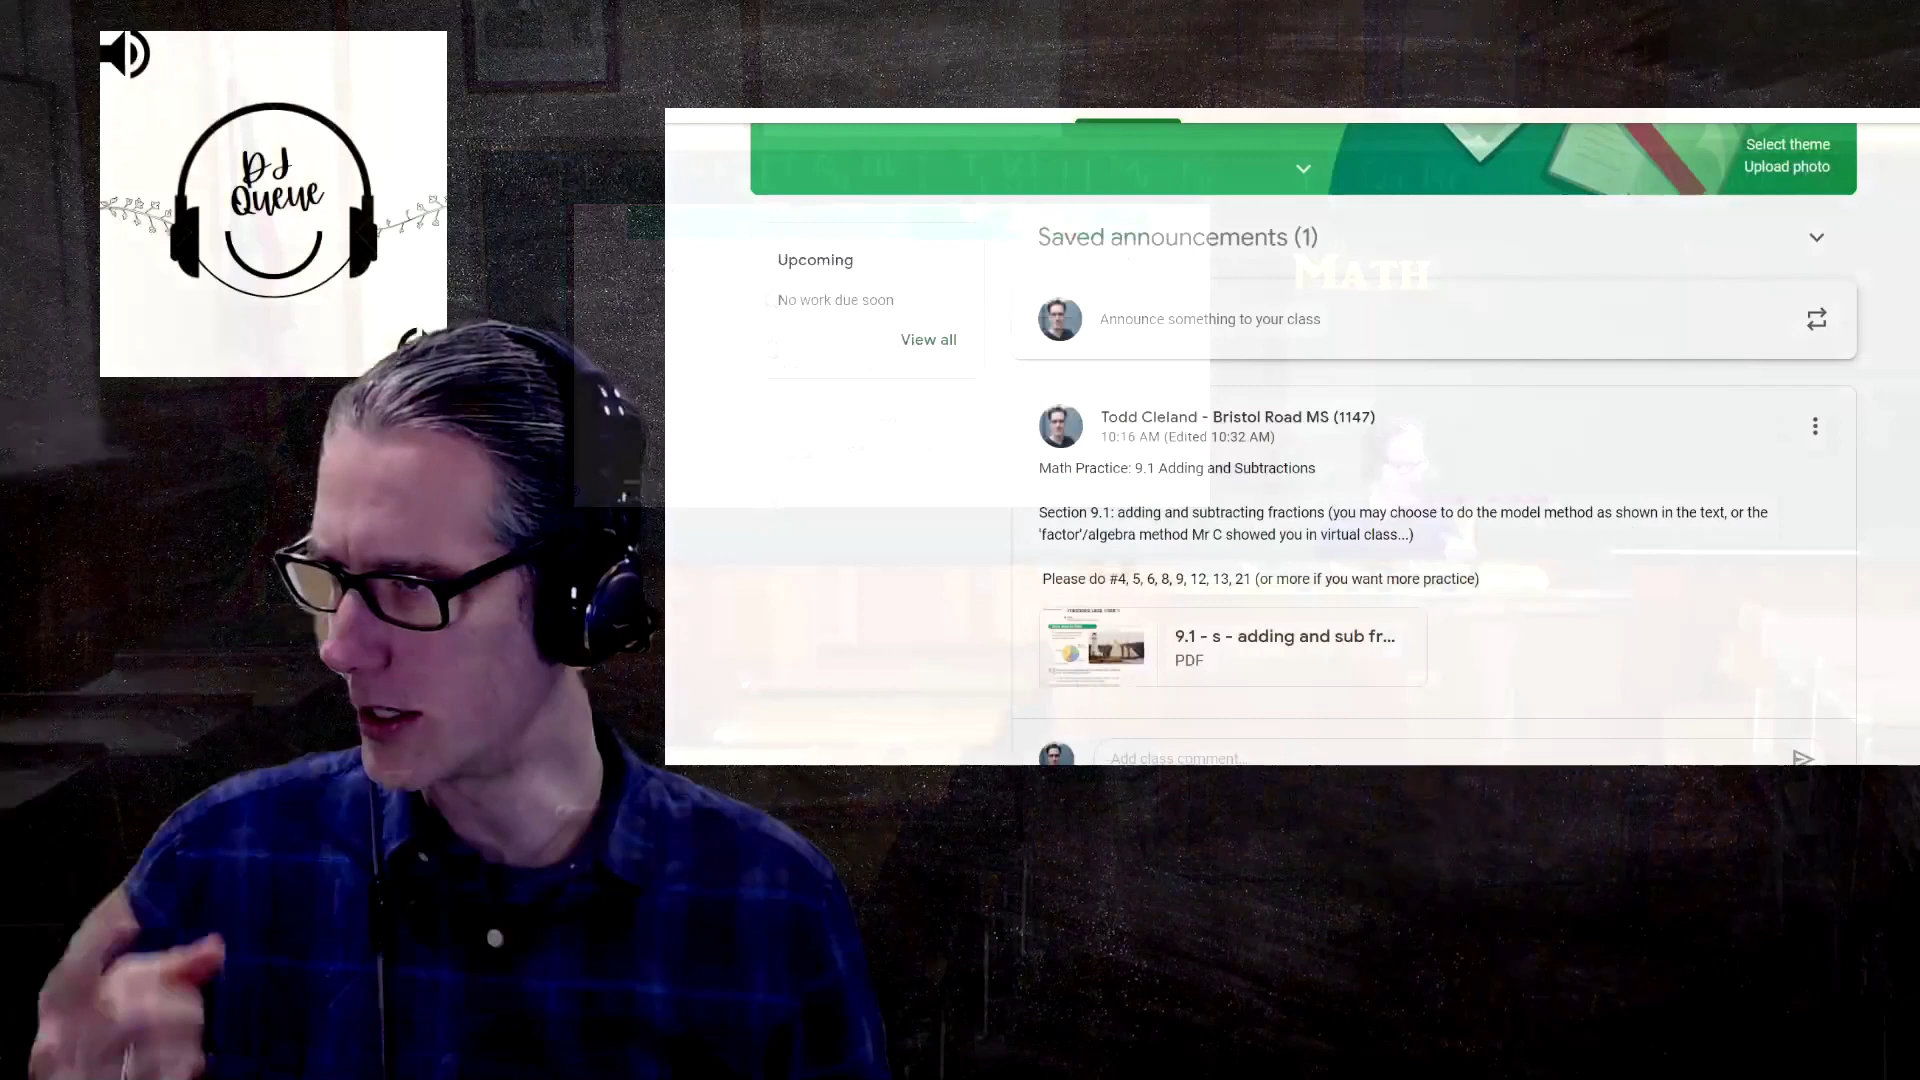 DJ
Queue
Select theme
Upload photo
Saved announcements (1)
MATH
Upcoming
No work due soon
View all
Announce something to your class
Todd Cleland - Bristol Road MS (1147)
10:16 AM (Edited 10:32 AM)
Math Practice: 9.1 Adding and Subtractions
Section 9.1: adding and subtracting fractions (you may choose to do the model method as shown in the text, or the
'factor'/algebra method Mr C showed you in virtual class...)
Please do #4, 5, 6, 8, 9, 12, 13, 21 (or more if you want more practice)
9.1 - s - adding and sub fr...
PDF
Add class comment...